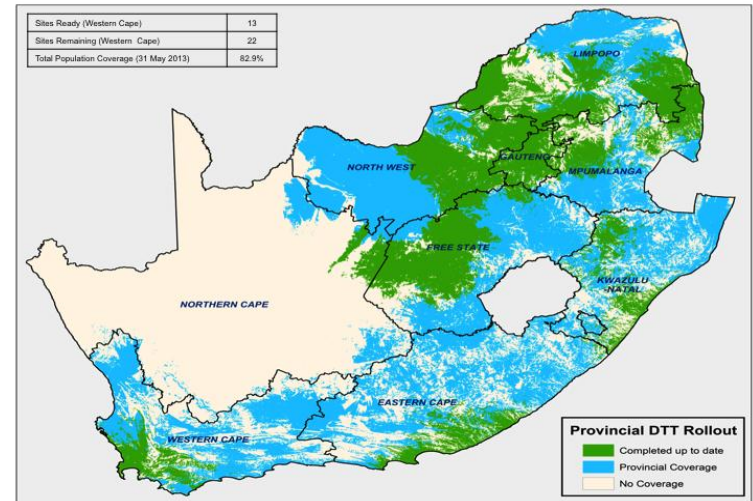 Sites Ready (Western Cape) 13
Sites Remaining (Western Cape) 22
Total Population Coverage (31 May 2013) 82.9%
LIMPOPO
NORTH WEST
GAUTENG
MPUMALANGA
FREE STATE
KWAZULU
-NATAL
NORTHERN CAPE
EASTERN CAPE
WESTERN CAPE
Provincial DTT Rollout
Completed up to date
Provincial Coverage
No Coverage